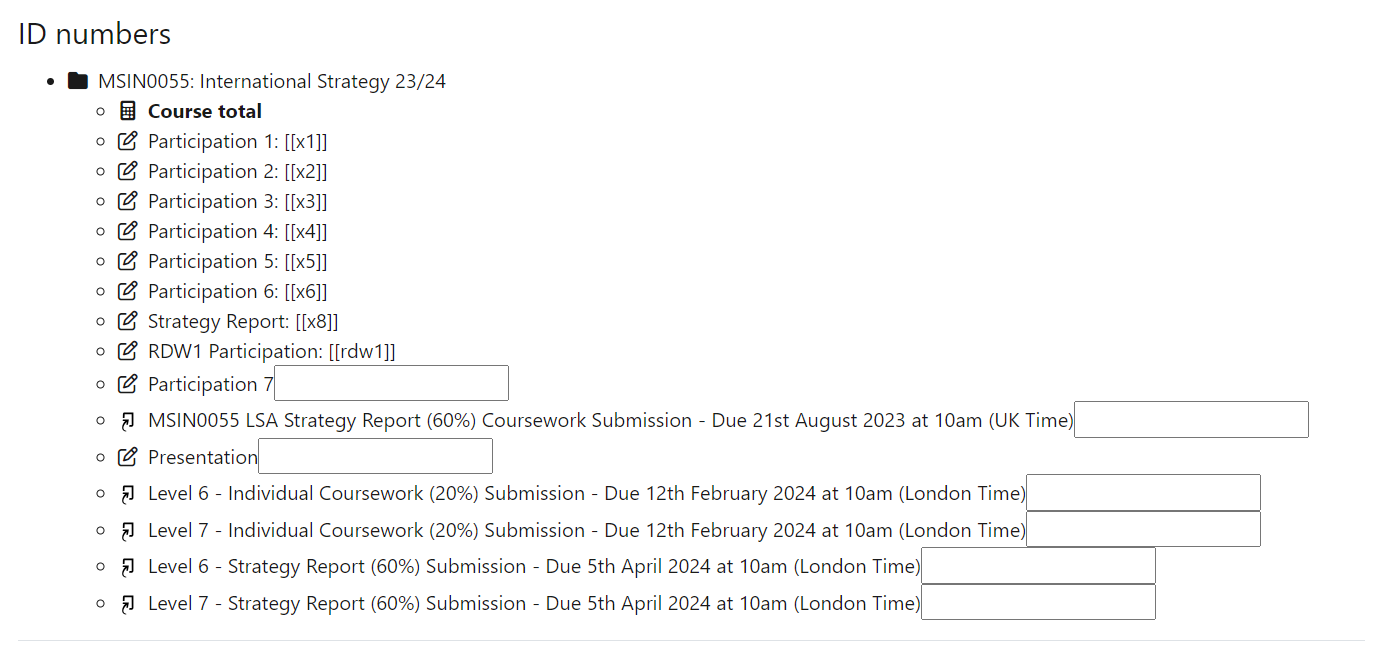 ID numbers
MSIN0055: International Strategy 23/24
Course total
Participation 1: [[x1]]
Participation 2: [[x2]]
Participation 3: [[x3]]
Participation 4: [[x4]]
Participation 5: [[x5]]
Participation 6: [[x6]]
Strategy Report: [[x8]]
RDW1 Participation: [[rdw1]]
Participation 7
MSIN0055 LSA Strategy Report (60%) Coursework Submission - Due 21st August 2023 at 10am (UK Time)
Presentation
Level 6 - Individual Coursework (20%) Submission - Due 12th February 2024 at 10am (London Time)
Level 7 - Individual Coursework (20%) Submission - Due 12th February 2024 at 10am (London Time)
Level 6 - Strategy Report (60%) Submission - Due 5th April 2024 at 10am (London Time)
Level 7 - Strategy Report (60%) Submission - Due 5th April 2024 at 10am (London Time)